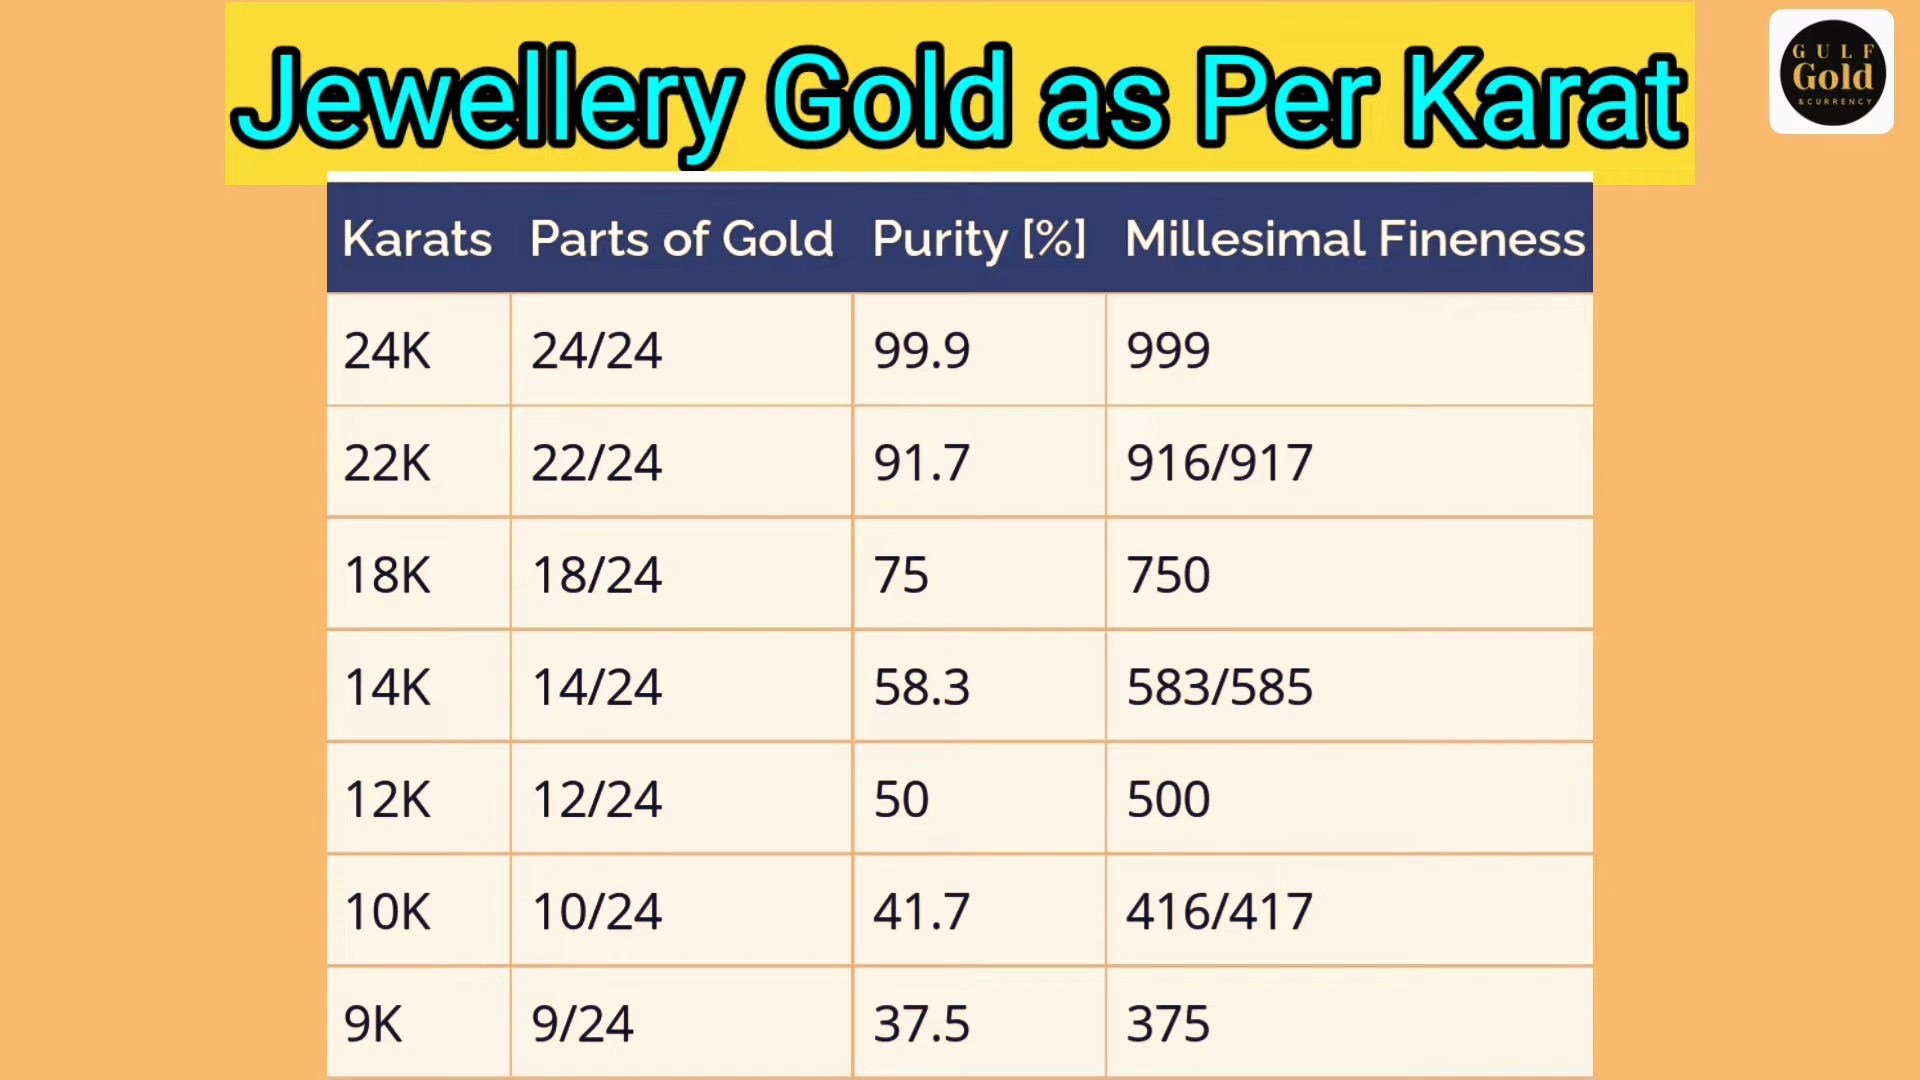 Jewellery Gold as Per Karat
GULF
Gold
& CURRENCY
Karats Parts of Gold Purity [%] Millesimal Fineness
24K 24/24 99.9 999
22K 22/24 91.7 916/917
18K 18/24 75 750
14K 14/24 58.3 583/585
12K 12/24 50 500
10K 10/24 41.7 416/417
9K 9/24 37.5 375